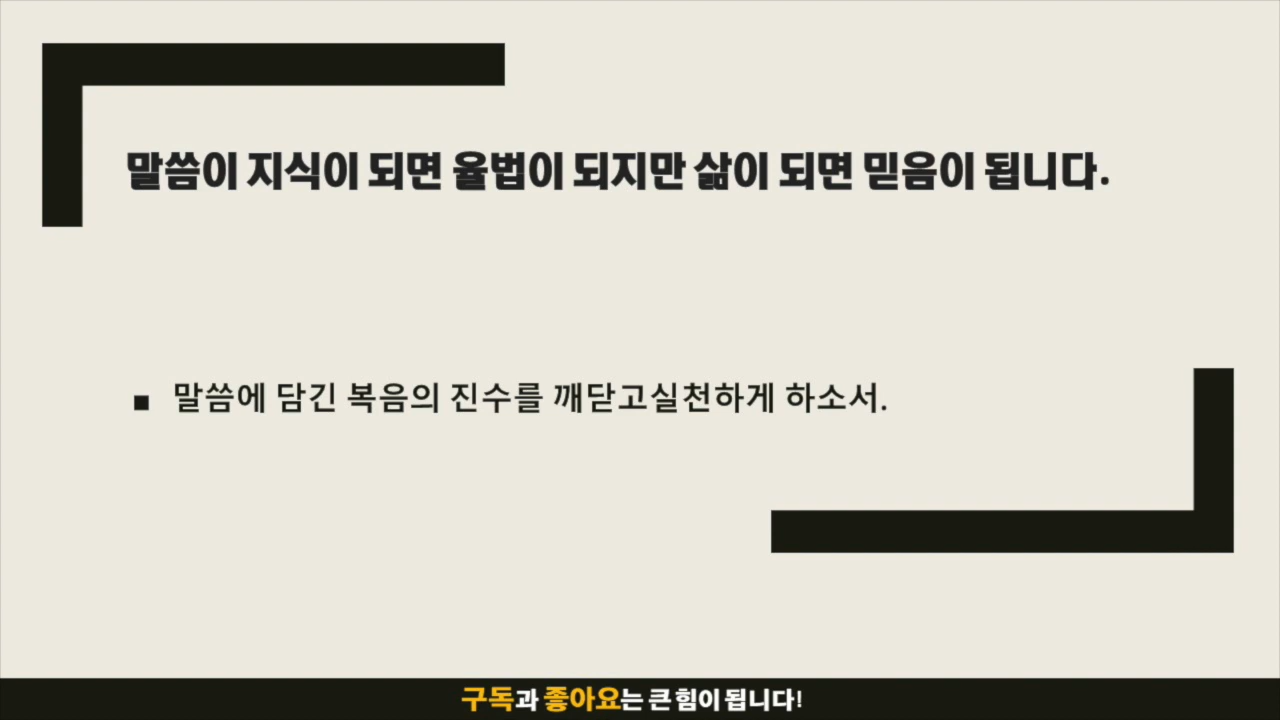 말씀이 지식이 되면 율법이 되지만 삶이 되면 믿음이 됩니다.
■ 말씀에 담긴 복음의 진수를 깨닫고실천하게 하소서.
구독과 좋아요는 큰 힘이 됩니다!